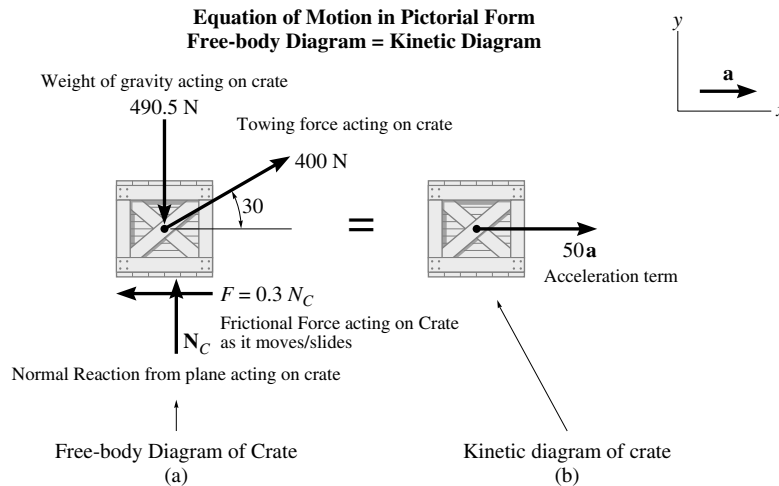 Equation of Motion in Pictorial Form
Free-body Diagram = Kinetic Diagram
y
a
x
Weight of gravity acting on crate
490.5 N
Towing force acting on crate
400 N
30
=
50a
Acceleration term
F = 0.3 N_C
Frictional Force acting on Crate
as it moves/slides
N_C
Normal Reaction from plane acting on crate
Free-body Diagram of Crate
(a)
Kinetic diagram of crate
(b)